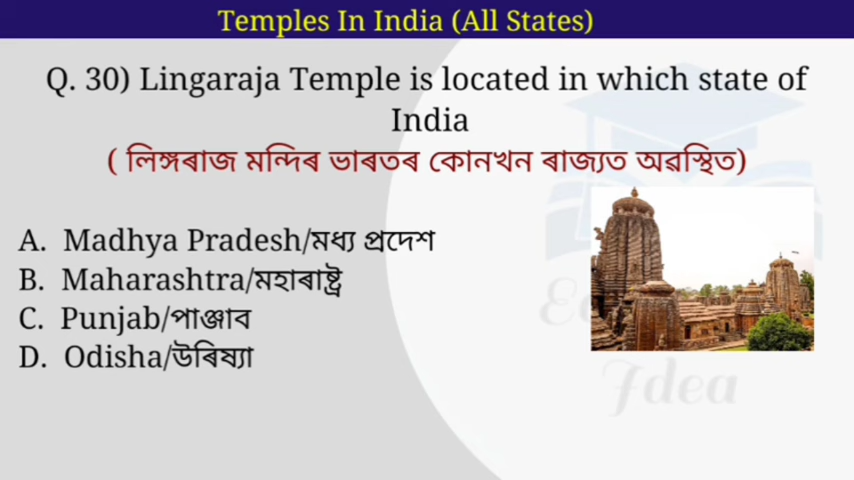 Temples In India (All States)
Q. 30) Lingaraja Temple is located in which state of
India
( লিঙ্গৰাজ মন্দিৰ ভাৰতৰ কোনখন ৰাজ্যত অৱস্থিত)
A. Madhya Pradesh/মধ্য প্ৰদেশ
B. Maharashtra/মহাৰাষ্ট্ৰ
C. Punjab/পাঞ্জাব
D. Odisha/উৰিষ্যা
Idea